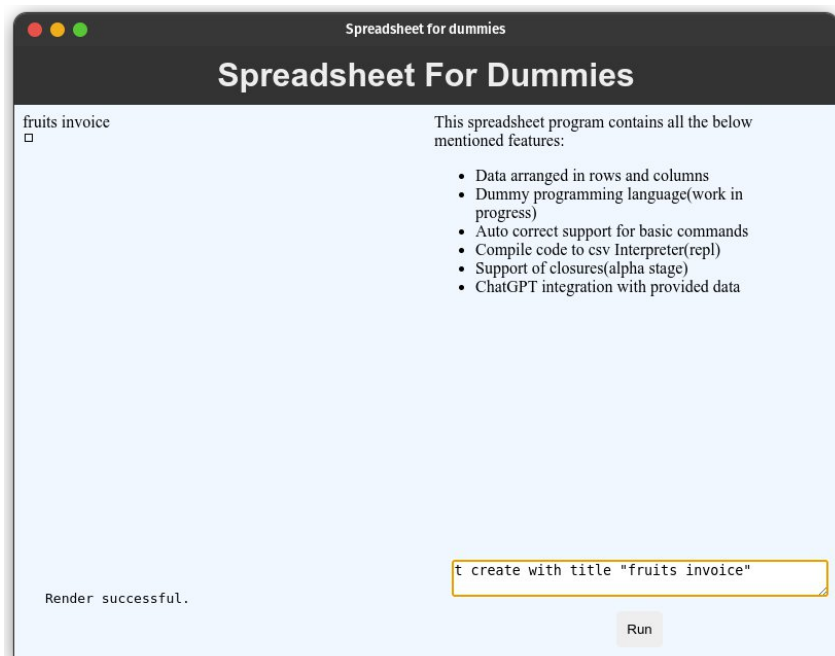 Spreadsheet for dummies
Spreadsheet For Dummies
fruits invoice
This spreadsheet program contains all the below
mentioned features:
Data arranged in rows and columns
Dummy programming language(work in
progress)
Auto correct support for basic commands
Compile code to csv Interpreter(repl)
Support of closures(alpha stage)
ChatGPT integration with provided data
t create with title "fruits invoice"
Render successful.
Run